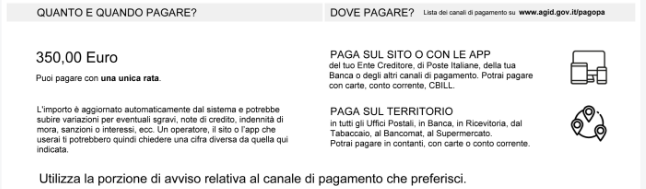 QUANTO E QUANDO PAGARE?
DOVE PAGARE? Lista dei canali di pagamento su www.agid.gov.it/pagopa
350,00 Euro
Puoi pagare con una unica rata.
L'importo è aggiornato automaticamente dal sistema e potrebbe
subire variazioni per eventuali sgravi, note di credito, indennità di
mora, sanzioni o interessi, ecc. Un operatore, il sito o l'app che
userai ti potrebbero quindi chiedere una cifra diversa da quella qui
indicata.
PAGA SUL SITO O CON LE APP
del tuo Ente Creditore, di Poste Italiane, della tua
Banca o degli altri canali di pagamento. Potrai pagare
con carte, conto corrente, CBILL.
PAGA SUL TERRITORIO
in tutti gli Uffici Postali, in Banca, in Ricevitoria, dal
Tabaccaio, al Bancomat, al Supermercato.
Potrai pagare in contanti, con carte o conto corrente.
Utilizza la porzione di avviso relativa al canale di pagamento che preferisci.